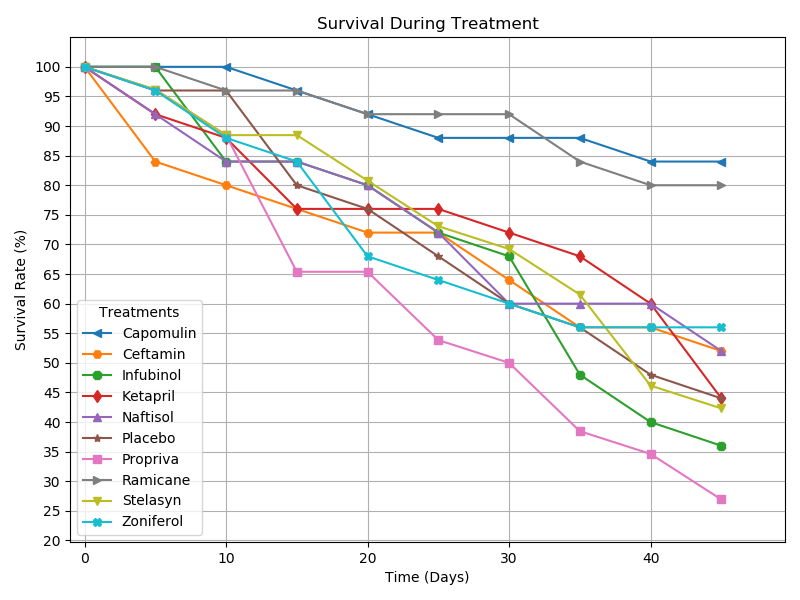 Survival During Treatment
Survival Rate (%)
100
95
90
85
80
75
70
65
60
55
50
45
40
35
30
25
20
Treatments
Capomulin
Ceftamin
Infubinol
Ketapril
Naftisol
Placebo
Propriva
Ramicane
Stelasyn
Zoniferol
0 10 20 30 40
Time (Days)